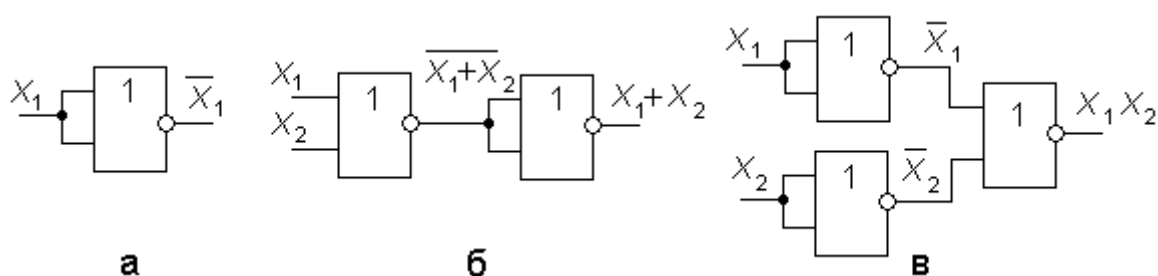 X₁
1
X̅₁
а
X₁
X₂
1
X̅₁̅+̅X̅₂
1
X₁+X₂
б
X₁
1
X̅₁
X₂
1
X̅₂
1
X₁X₂
в